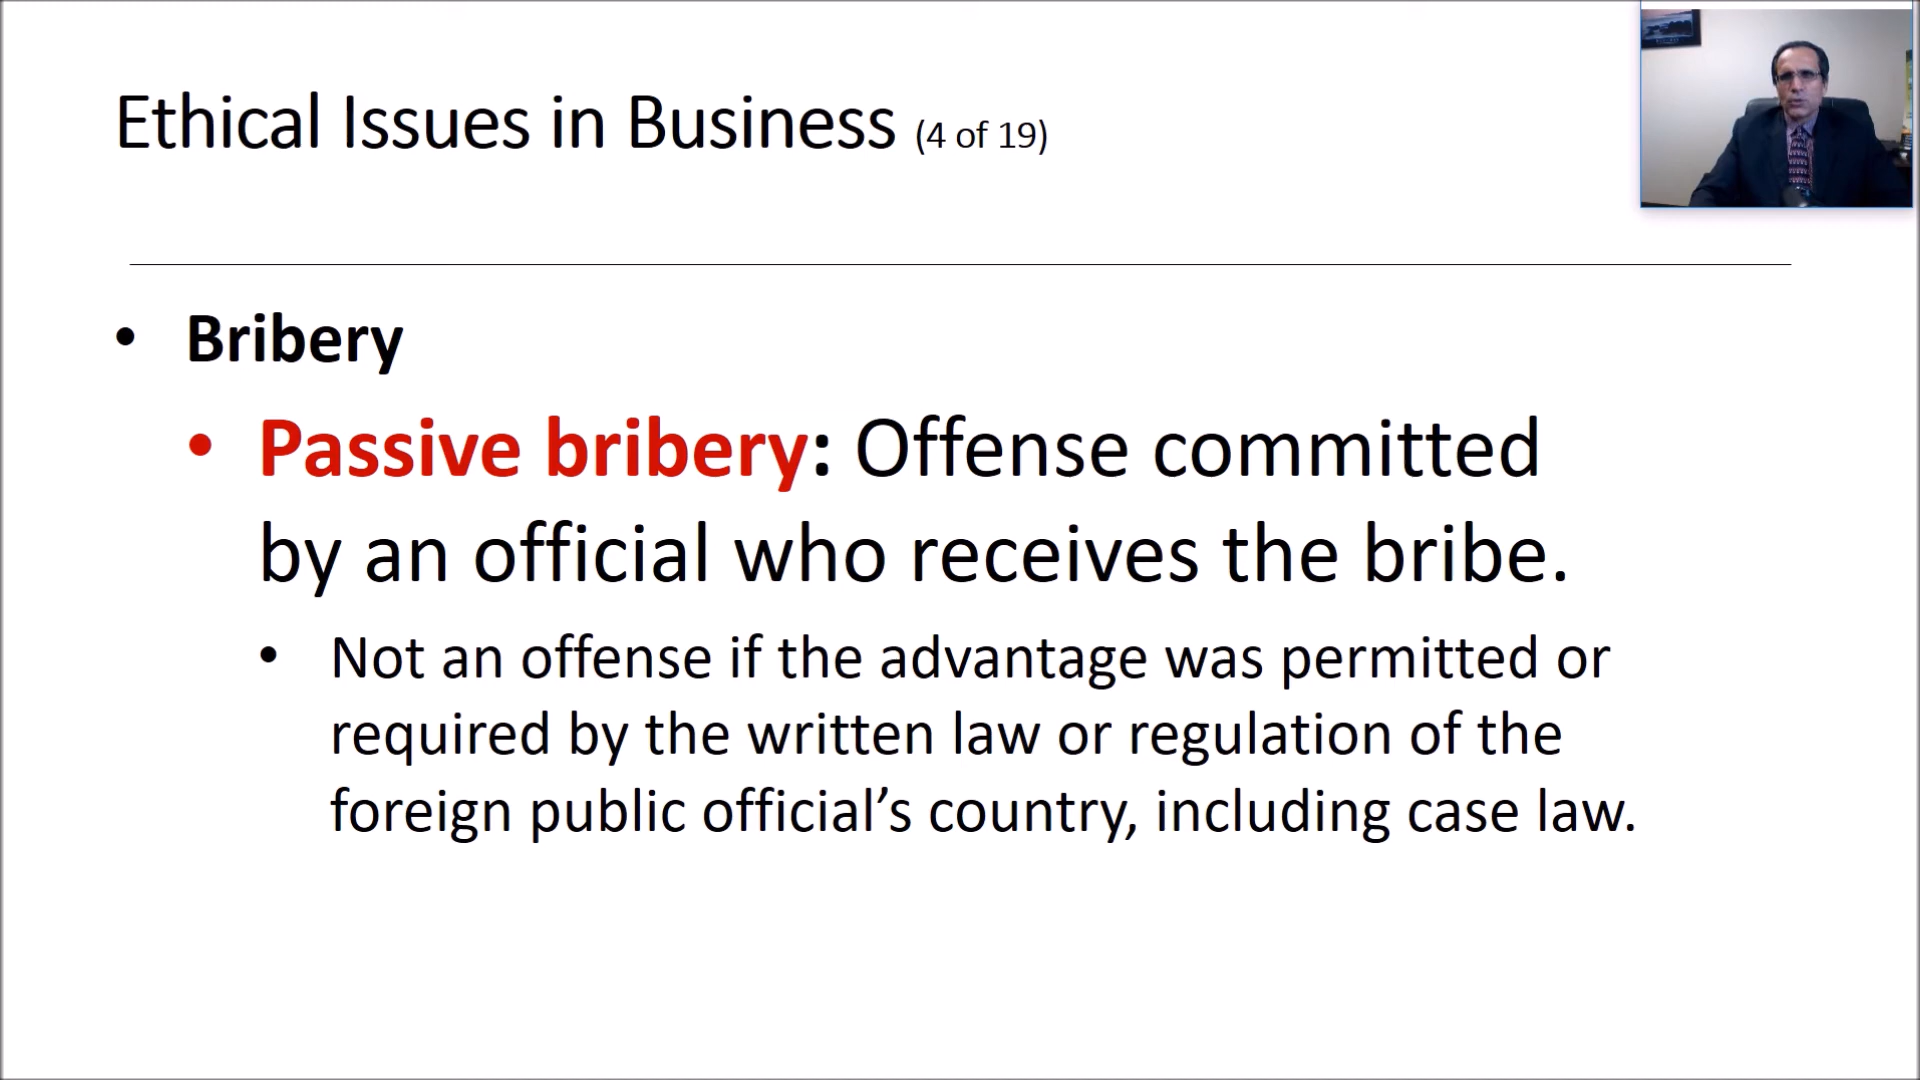 Ethical Issues in Business (4 of 19)
• Bribery
• Passive bribery: Offense committed
by an official who receives the bribe.
• Not an offense if the advantage was permitted or
required by the written law or regulation of the
foreign public official’s country, including case law.